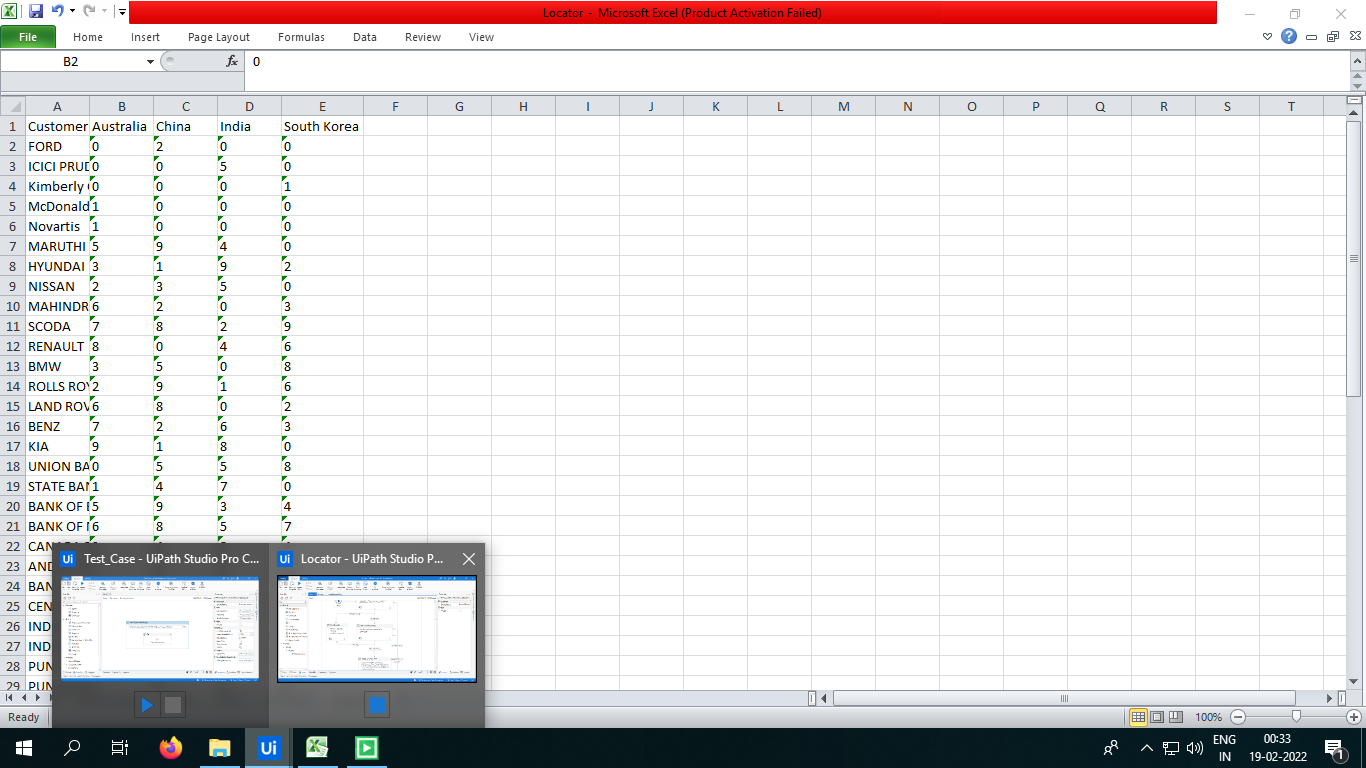 Locator - Microsoft Excel (Product Activation Failed)
File Home Insert Page Layout Formulas Data Review View
B2 fx 0
A B C D E F G H I J K L M N O P Q R S T
1 Customer Australia China India South Korea
2 FORD 0 2 0 0
3 ICICI PRUD 0 0 5 0
4 Kimberly 0 0 0 1
5 McDonald 1 0 0 0
6 Novartis 1 0 0 0
7 MARUTHI 5 9 4 0
8 HYUNDAI 3 1 9 2
9 NISSAN 2 3 5 0
10 MAHINDR 6 2 0 3
11 SCODA 7 8 2 9
12 RENAULT 8 0 4 6
13 BMW 3 5 0 8
14 ROLLS ROY 2 9 1 6
15 LAND ROV 6 8 0 2
16 BENZ 7 2 6 3
17 KIA 9 1 8 0
18 UNION BA 0 5 5 8
19 STATE BAN 1 4 7 0
20 BANK OF 5 9 3 4
21 BANK OF 6 8 5 7
22 CAN
23 AND
24 BAN
25 CEN
26 IND
27 IND
28 PUN
29 PUN
Ui Test_Case - UiPath Studio Pro C... Ui Locator - UiPath Studio P...
Ready 100%
Ui ENG 00:33
IN 19-02-2022 1